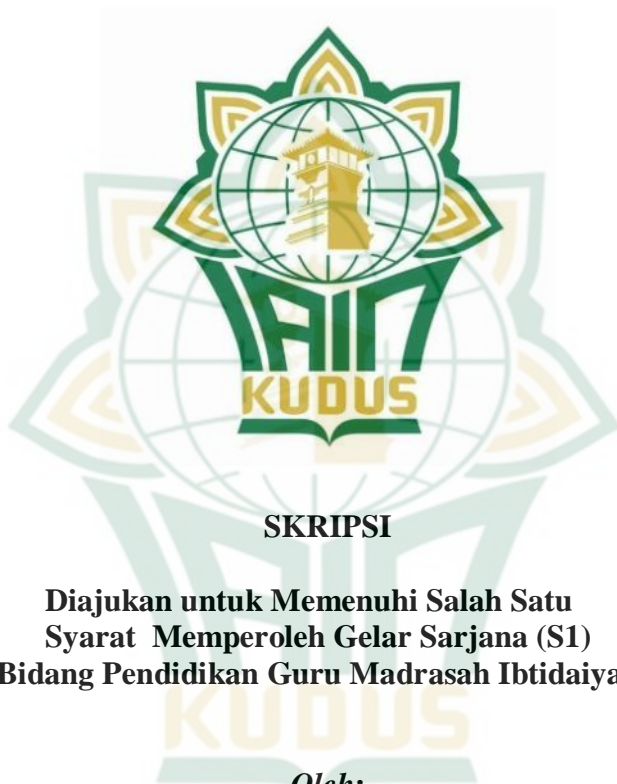 IAIN
KUDUS
SKRIPSI
Diajukan untuk Memenuhi Salah Satu
Syarat Memperoleh Gelar Sarjana (S1)
Bidang Pendidikan Guru Madrasah Ibtidaiya
KUDUS
Oleh: